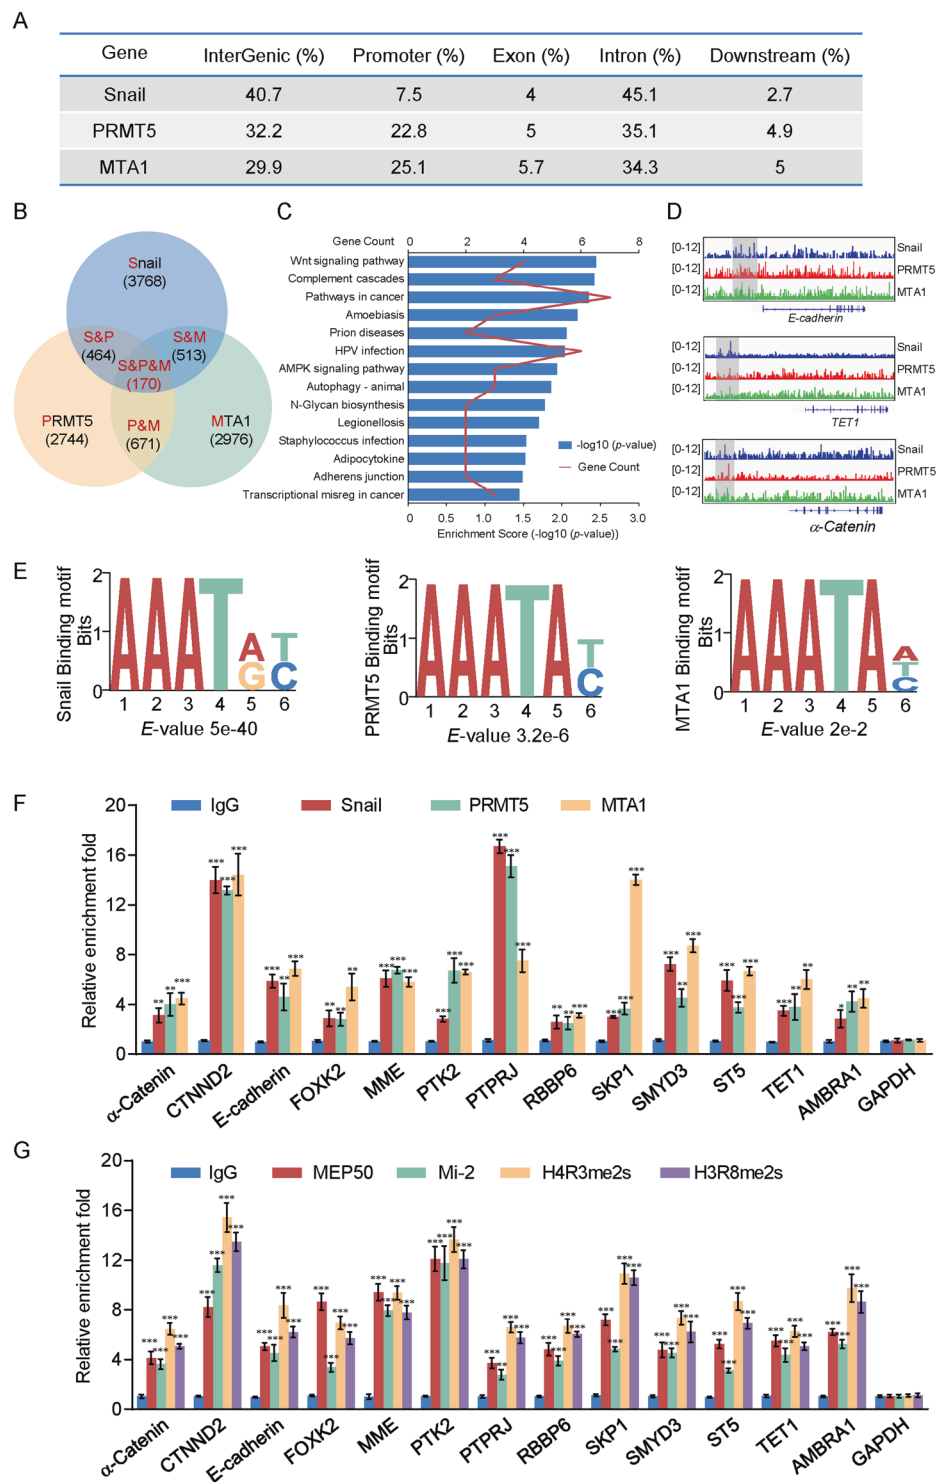 A
Gene InterGenic (%) Promoter (%) Exon (%) Intron (%) Downstream (%)
Snail 40.7 7.5 4 45.1 2.7
PRMT5 32.2 22.8 5 35.1 4.9
MTA1 29.9 25.1 5.7 34.3 5
B
Snail
(3768)
S&P
(464)
S&M
(513)
S&P&M
(170)
PRMT5
(2744)
P&M
(671)
MTA1
(2976)
C
Gene Count
0 2 4 6 8
Wnt signaling pathway
Complement cascades
Pathways in cancer
Amoebiasis
Prion diseases
HPV infection
AMPK signaling pathway
Autophagy - animal
N-Glycan biosynthesis
Legionellosis
Staphylococcus infection
Adipocytokine
Adherens junction
Transcriptional misreg in cancer
-log10 (p-value)
Gene Count
0 0.5 1.0 1.5 2.0 2.5 3.0
Enrichment Score (-log10 (p-value))
D
[0-12] Snail
[0-12] PRMT5
[0-12] MTA1
E-cadherin
[0-12] Snail
[0-12] PRMT5
[0-12] MTA1
TET1
[0-12] Snail
[0-12] PRMT5
[0-12] MTA1
α-Catenin
E
Snail Binding motif
Bits
2
1
0
AAATAT
GC
1 2 3 4 5 6
E-value 5e-40
PRMT5 Binding motif
Bits
2
1
0
AAATAT
C
1 2 3 4 5 6
E-value 3.2e-6
MTA1 Binding motif
Bits
2
1
0
AAATAA
T
C
1 2 3 4 5 6
E-value 2e-2
F
IgG Snail PRMT5 MTA1
Relative enrichment fold
20
16
12
8
4
0
** ** *** *** *** *** *** ** *** ** ** ** *** *** *** *** *** *** *** *** *** ** ** ** *** *** *** *** ** *** *** *** *** *** ** ** * ** **
α-Catenin CTNND2 E-cadherin FOXK2 MME PTK2 PTPRJ RBBP6 SKP1 SMYD3 ST5 TET1 AMBRA1 GAPDH
G
IgG MEP50 Mi-2 H4R3me2s H3R8me2s
Relative enrichment fold
20
16
12
8
4
0
*** *** *** *** *** *** *** *** *** *** *** *** *** *** *** *** *** *** *** *** *** *** *** *** *** ** *** *** *** *** *** *** *** *** *** *** *** *** *** *** *** *** *** *** *** *** *** *** *** *** *** ***
α-Catenin CTNND2 E-cadherin FOXK2 MME PTK2 PTPRJ RBBP6 SKP1 SMYD3 ST5 TET1 AMBRA1 GAPDH